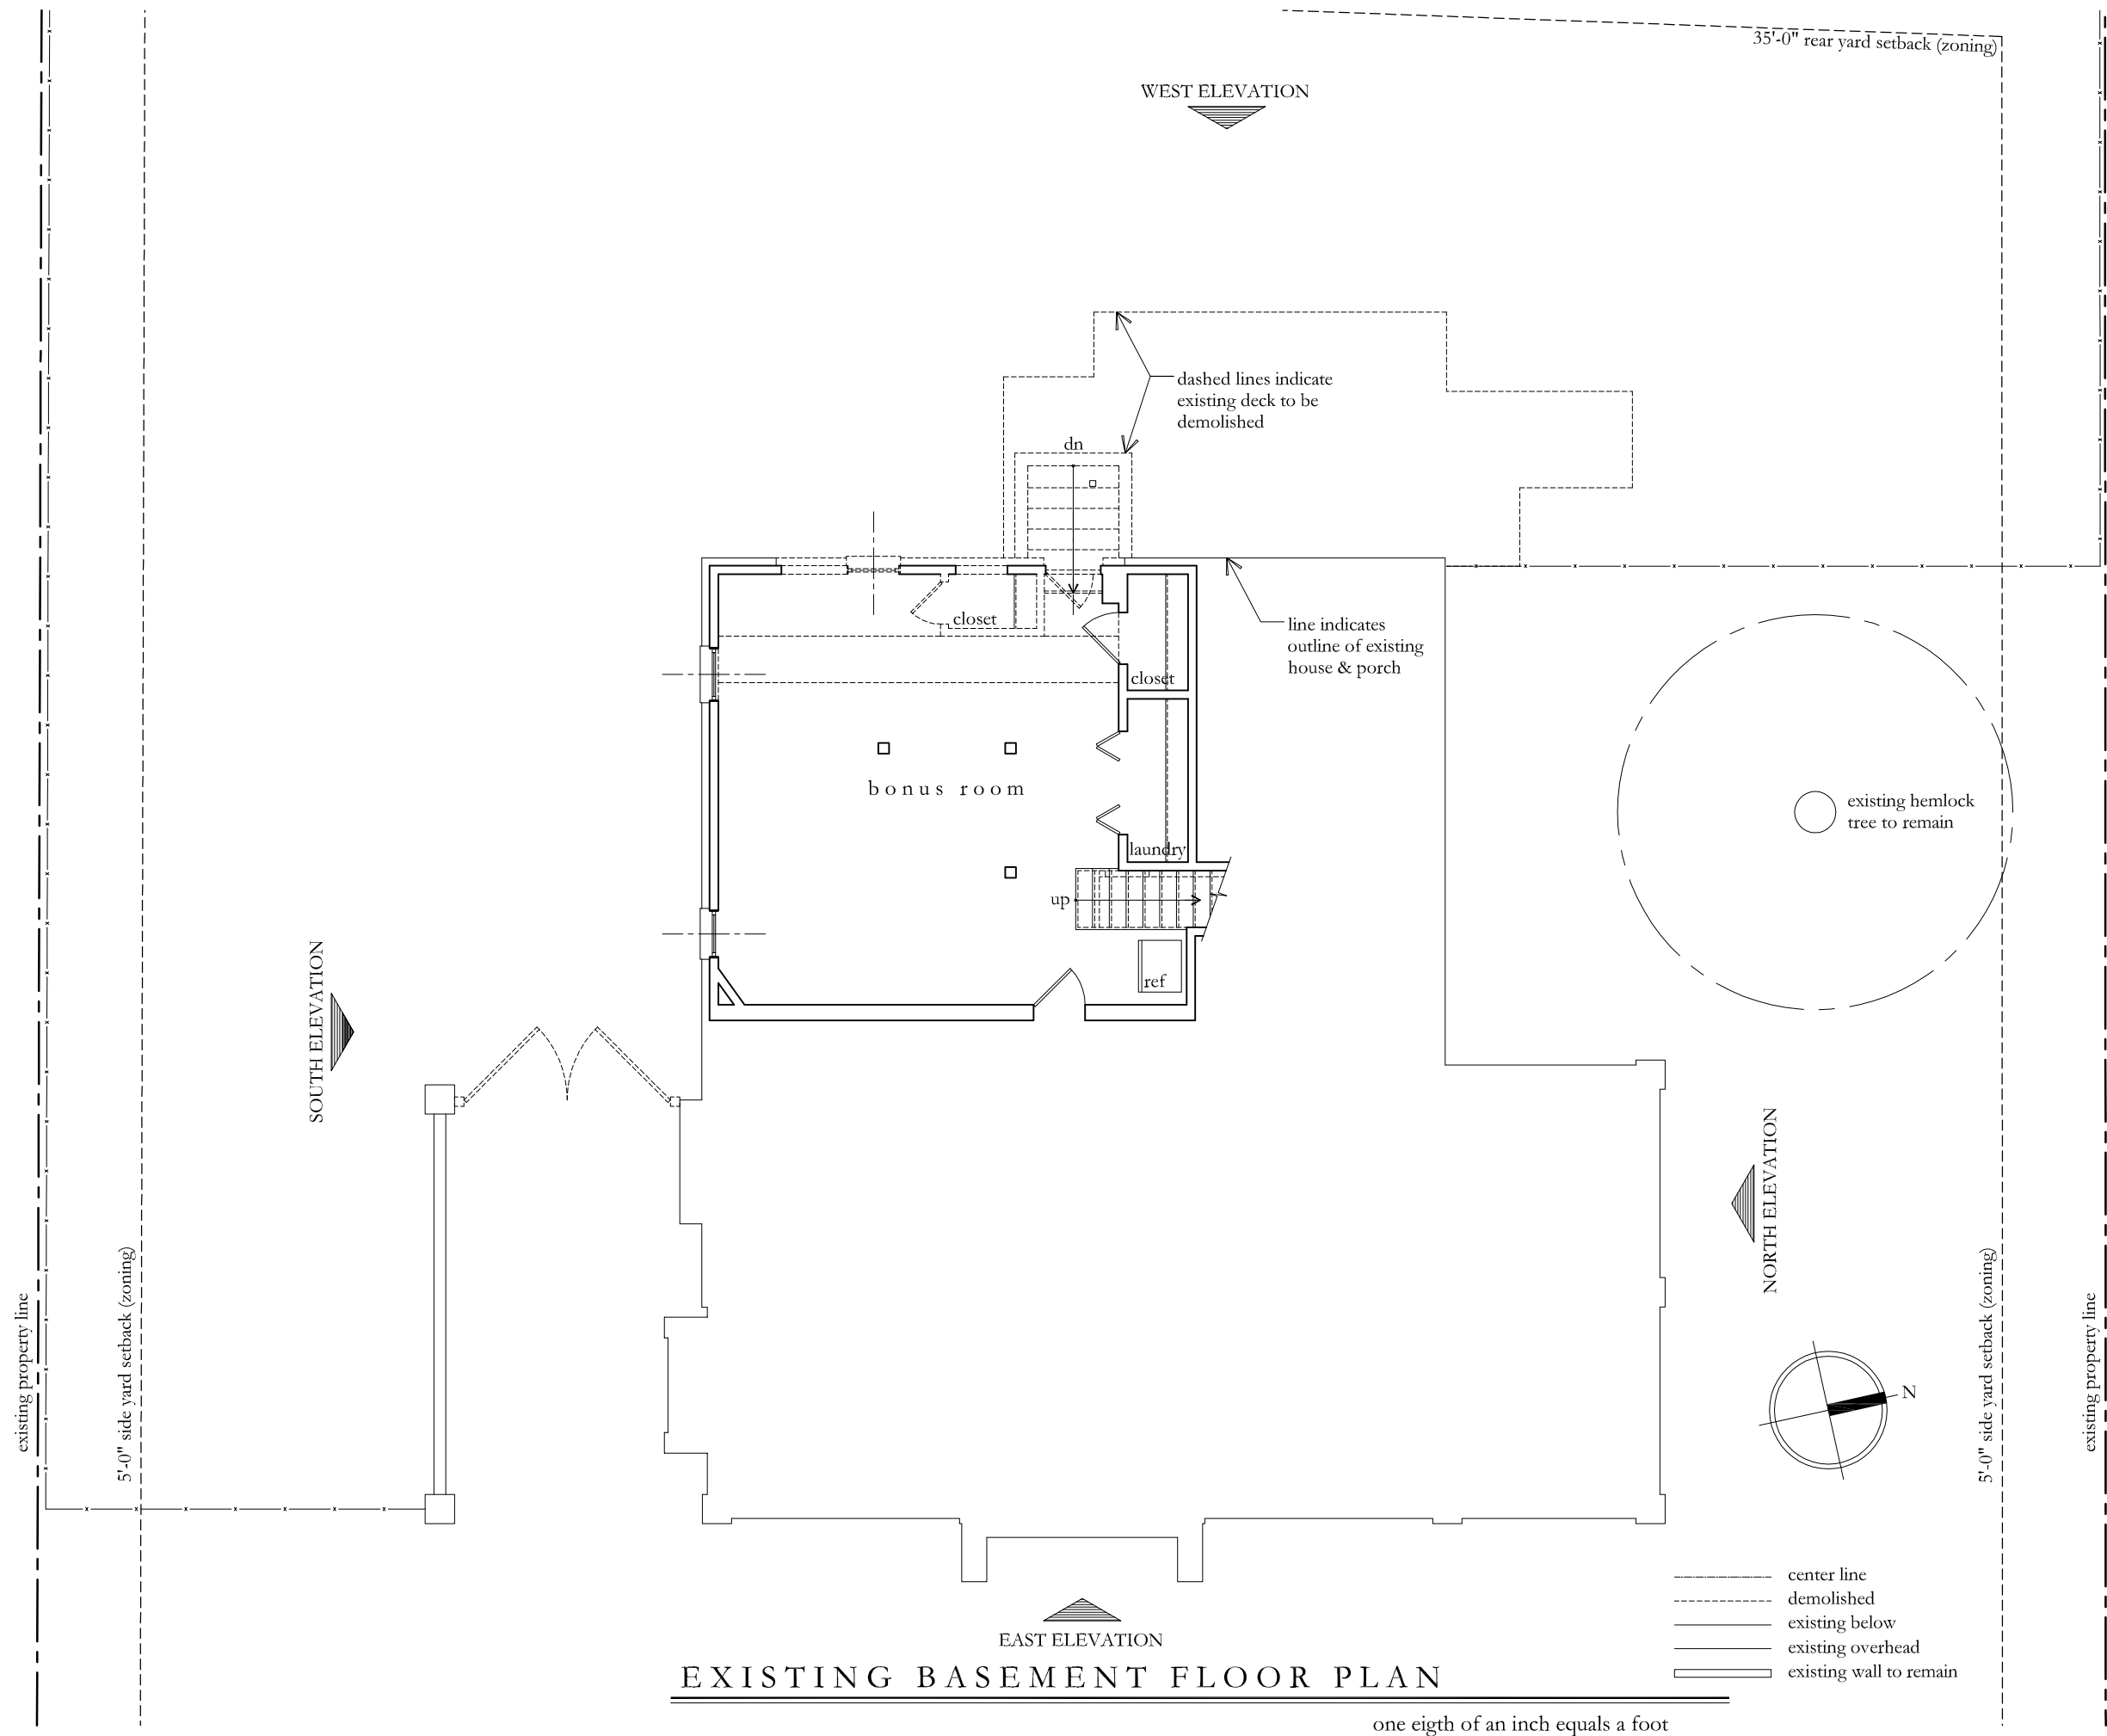 35'-0" rear yard setback (zoning)
WEST ELEVATION
dashed lines indicate
existing deck to be
demolished
dn
closet
line indicates
outline of existing
house & porch
closet
bonus room
existing hemlock
tree to remain
laundry
up
ref
SOUTH ELEVATION
NORTH ELEVATION
existing property line
5'-0" side yard setback (zoning)
5'-0" side yard setback (zoning)
existing property line
N
center line
demolished
existing below
existing overhead
existing wall to remain
EAST ELEVATION
EXISTING BASEMENT FLOOR PLAN
one eigth of an inch equals a foot